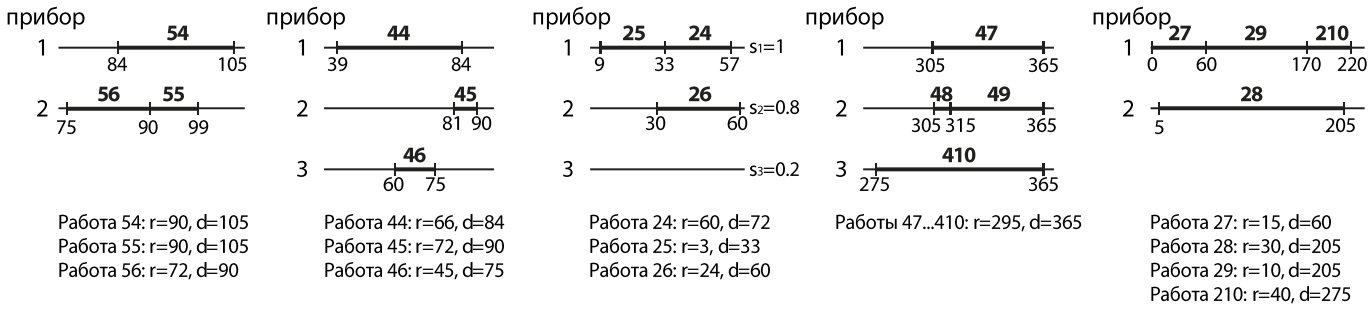 прибор прибор прибор прибор прибор
1 54
84 105
2 56 55
75 90 99
Работа 54: r=90, d=105
Работа 55: r=90, d=105
Работа 56: r=72, d=90
1 44
39 84
2 45
81 90
3 46
60 75
Работа 44: r=66, d=84
Работа 45: r=72, d=90
Работа 46: r=45, d=75
1 25 24 s1=1
9 33 57
2 26 s2=0.8
30 60
3 s3=0.2
Работа 24: r=60, d=72
Работа 25: r=3, d=33
Работа 26: r=24, d=60
1 47
305 365
2 48 49
305 315 365
3 410
275 365
Работы 47...410: r=295, d=365
1 27 29 210
0 60 170 220
2 28
5 205
Работа 27: r=15, d=60
Работа 28: r=30, d=205
Работа 29: r=10, d=205
Работа 210: r=40, d=275